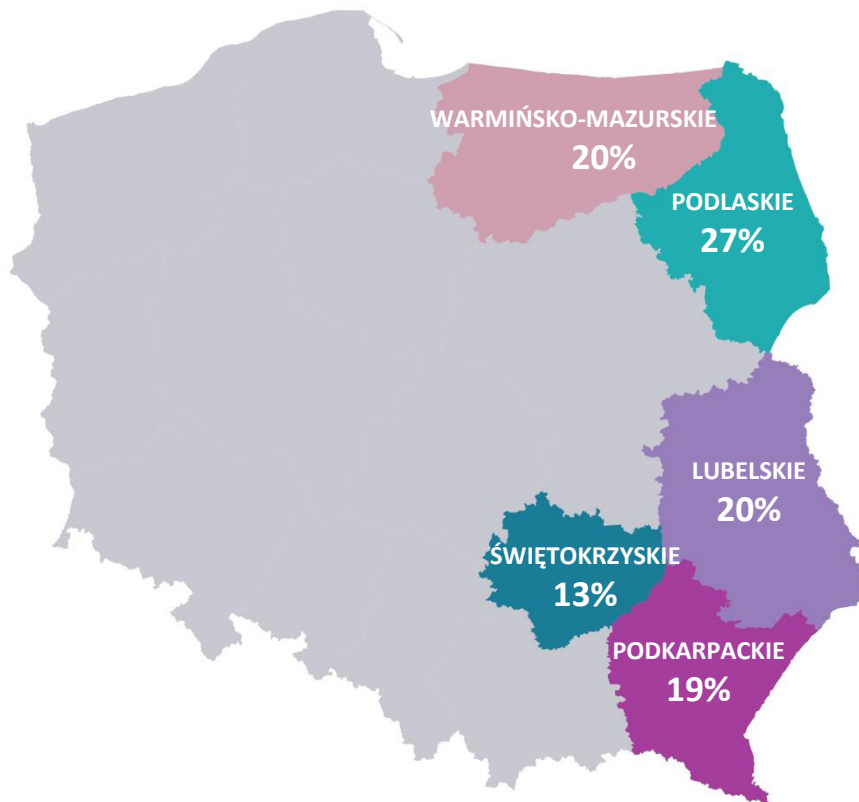 WARMIŃSKO-MAZURSKIE
20%
PODLASKIE
27%
LUBELSKIE
20%
ŚWIĘTOKRZYSKIE
13%
PODKARPACKIE
19%